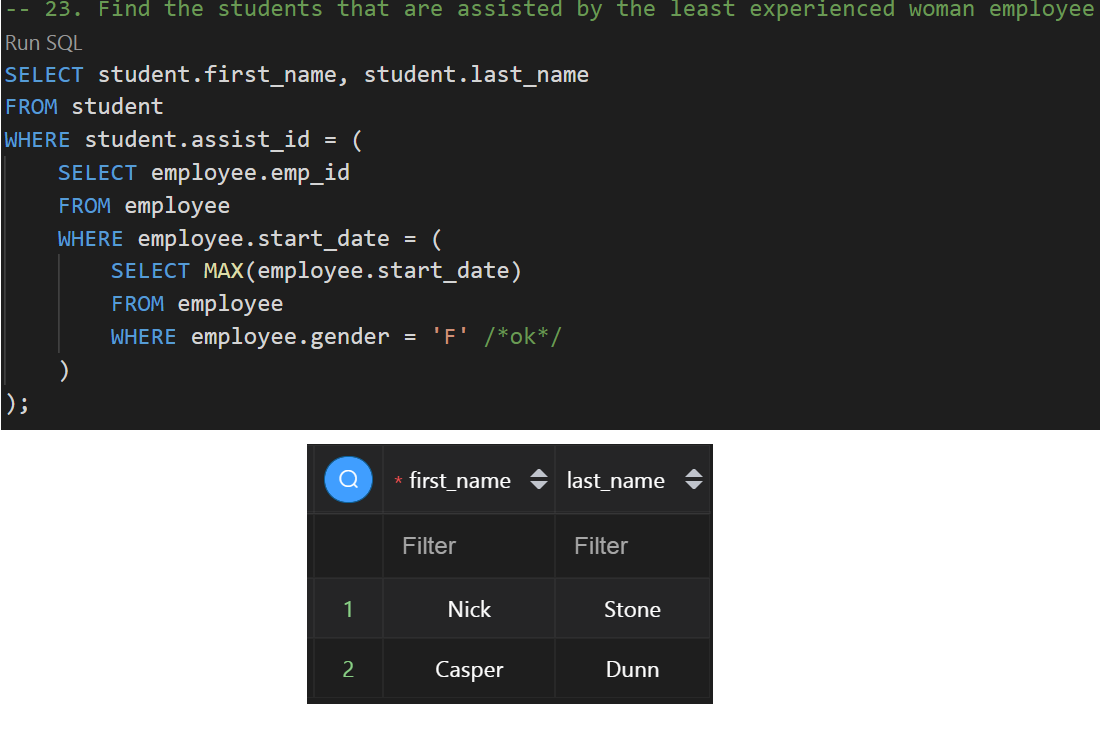 -- 23. Find the students that are assisted by the least experienced woman employee
Run SQL
SELECT student.first_name, student.last_name
FROM student
WHERE student.assist_id = (
SELECT employee.emp_id
FROM employee
WHERE employee.start_date = (
SELECT MAX(employee.start_date)
FROM employee
WHERE employee.gender = 'F' /*ok*/
)
);
* first_name last_name
Filter Filter
1 Nick Stone
2 Casper Dunn